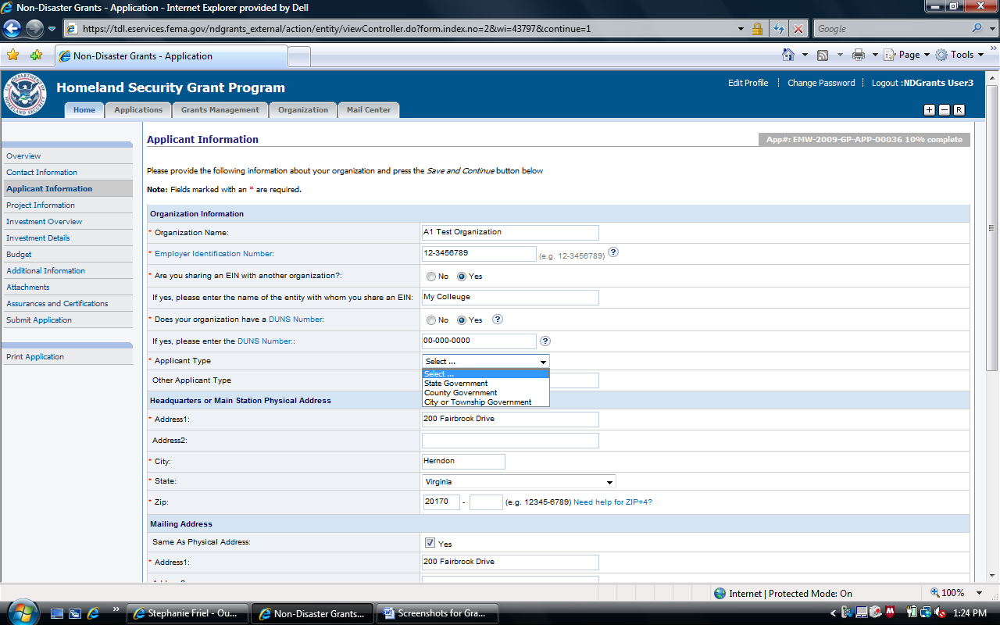 Non-Disaster Grants - Application - Internet Explorer provided by Dell
https://tdl.eservices.fema.gov/ndgrants_external/action/entity/viewController.do?form.index.no=2&wi=43797&continue=1
Google
Non-Disaster Grants - Application
Page Tools
Homeland Security Grant Program
Edit Profile Change Password Logout :NDGrants User3
Home Applications Grants Management Organization Mail Center
+ - R
Overview
Contact Information
Applicant Information
Project Information
Investment Overview
Investment Details
Budget
Additional Information
Attachments
Assurances and Certifications
Submit Application
Print Application
Applicant Information
App#: EMW-2009-GP-APP-00036 10% complete
Please provide the following information about your organization and press the Save and Continue button below
Note: Fields marked with an * are required.
Organization Information
* Organization Name: A1 Test Organization
* Employer Identification Number: 12-3456789 (e.g. 12-3456789) ?
* Are you sharing an EIN with another organization?: No Yes
If yes, please enter the name of the entity with whom you share an EIN: My Colleuge
* Does your organization have a DUNS Number: No Yes ?
If yes, please enter the DUNS Number:: 00-000-0000 ?
* Applicant Type Select ...
Select ...
State Government
County Government
City or Township Government
Other Applicant Type
Headquarters or Main Station Physical Address
* Address1: 200 Fairbrook Drive
Address2:
* City: Herndon
* State: Virginia
* Zip: 20170 - (e.g. 12345-6789) Need help for ZIP+4?
Mailing Address
Same As Physical Address: Yes
* Address1: 200 Fairbrook Drive
Internet | Protected Mode: On 100%
Stephanie Friel - Ou... Non-Disaster Grants... Screenshots for Gra... 1:24 PM